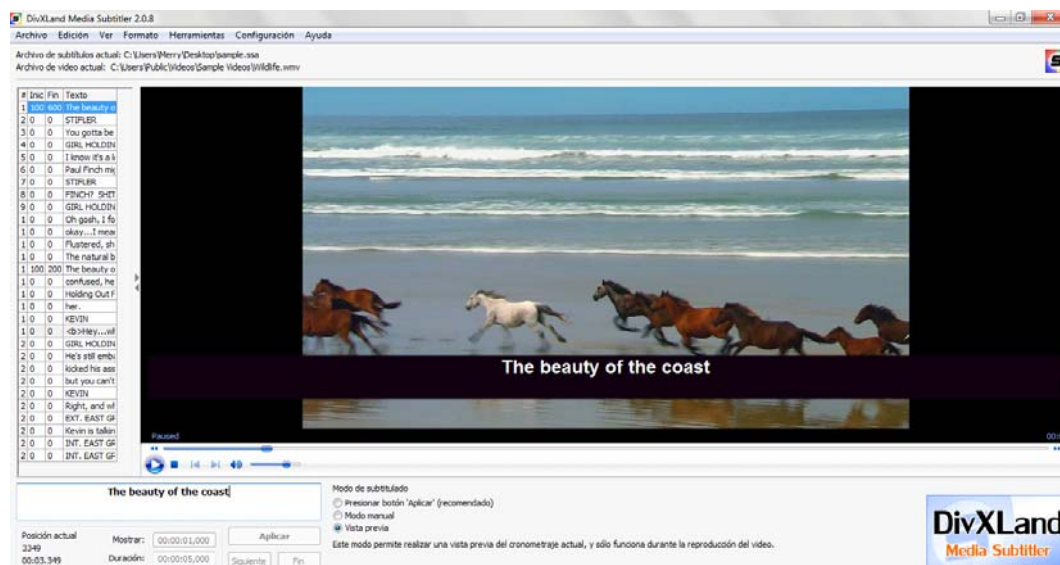 DivXLand Media Subtitler 2.0.8
Archivo Edición Ver Formato Herramientas Configuración Ayuda
Archivo de subtítulos actual: C:\Users\Merry\Desktop\sample.ssa
Archivo de video actual: C:\Users\Public\Videos\Sample Videos\Wildlife.wmv
# Inic Fin Texto
1 100 600 The beauty o
2 0 0 STIFLER
3 0 0 You gotta be
4 0 0 GIRL HOLDIN
5 0 0 I know it's a l
6 0 0 Paul Finch mi
7 0 0 STIFLER
8 0 0 FINCH? SHIT
9 0 0 GIRL HOLDIN
1 0 0 Oh gosh, I fo
1 0 0 okay...I mea
1 0 0 Flustered, sh
1 0 0 The natural b
1 100 200 The beauty o
1 0 0 confused, he
1 0 0 Holding Out F
1 0 0 her.
1 0 0 KEVIN
1 0 0 <b>Hey...wh
2 0 0 GIRL HOLDIN
2 0 0 He's still emb
2 0 0 kicked his ass
2 0 0 but you can't
2 0 0 KEVIN
2 0 0 Right, and wh
2 0 0 EXT. EAST GR
2 0 0 Kevin is talkin
2 0 0 INT. EAST GR
2 0 0 INT. EAST GR
The beauty of the coast
Paused
The beauty of the coast
Modo de subtitulado
Presionar botón 'Aplicar' (recomendado)
Modo manual
Vista previa
Este modo permite realizar una vista previa del cronometraje actual, y sólo funciona durante la reproducción del video.
Posición actual
3349
00:03.349
Mostrar: 00:00:01,000
Duración: 00:00:05,000
Aplicar
Siguiente Fin
DivXLand
Media Subtitler